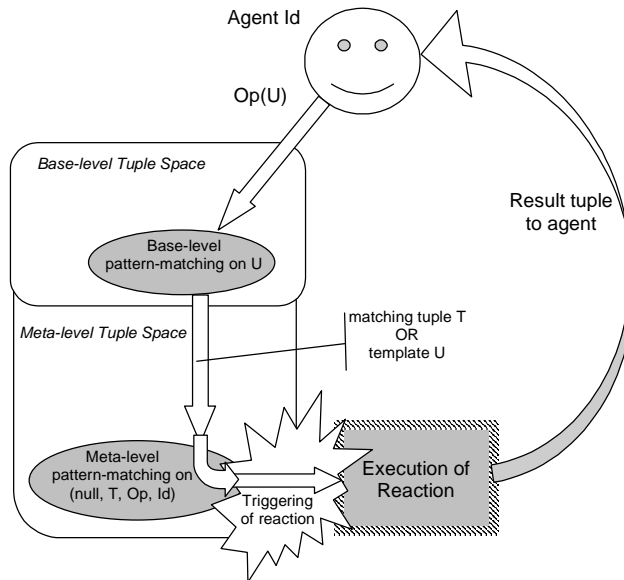 Agent Id
Op(U)
Base-level Tuple Space
Base-level
pattern-matching on U
Result tuple
to agent
Meta-level Tuple Space
matching tuple T
OR
template U
Meta-level
pattern-matching on
(null, T, Op, Id)
Triggering
of reaction
Execution of
Reaction